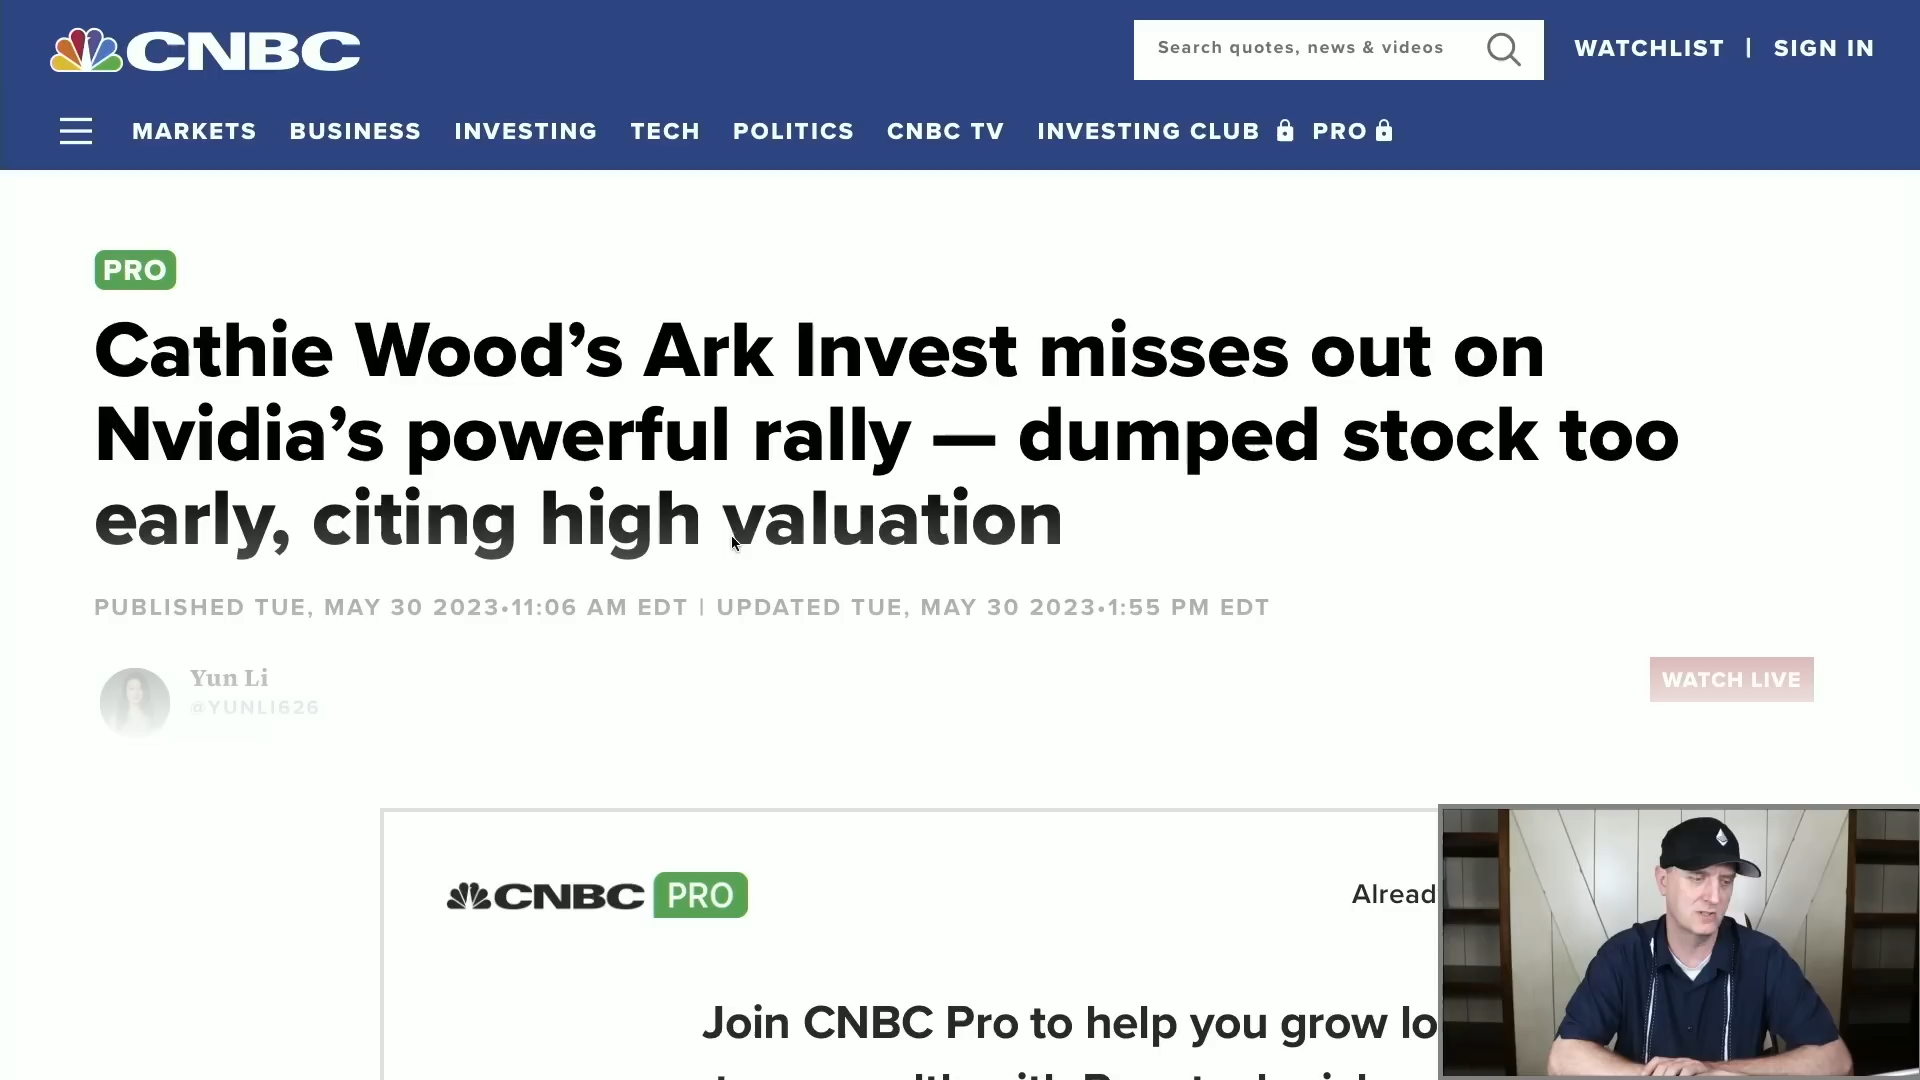 CNBC
Search quotes, news & videos
WATCHLIST | SIGN IN
MARKETS BUSINESS INVESTING TECH POLITICS CNBC TV INVESTING CLUB PRO
PRO
Cathie Wood’s Ark Invest misses out on
Nvidia’s powerful rally — dumped stock too
early, citing high valuation
PUBLISHED TUE, MAY 30 2023•11:06 AM EDT | UPDATED TUE, MAY 30 2023•1:55 PM EDT
Yun Li
@YUNLI626
WATCH LIVE
CNBC PRO
Alread
Join CNBC Pro to help you grow lo